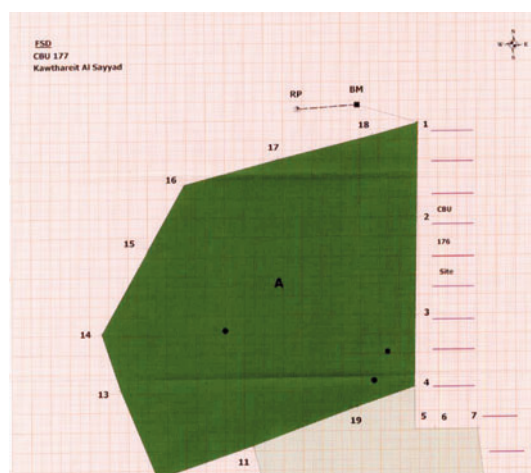 FSD
CBU 177
Kawthareit Al Sayyad
N
W E
S
RP
BM
1
18
17
16
2
CBU
176
Site
15
A
3
14
4
13
19
5 6 7
11